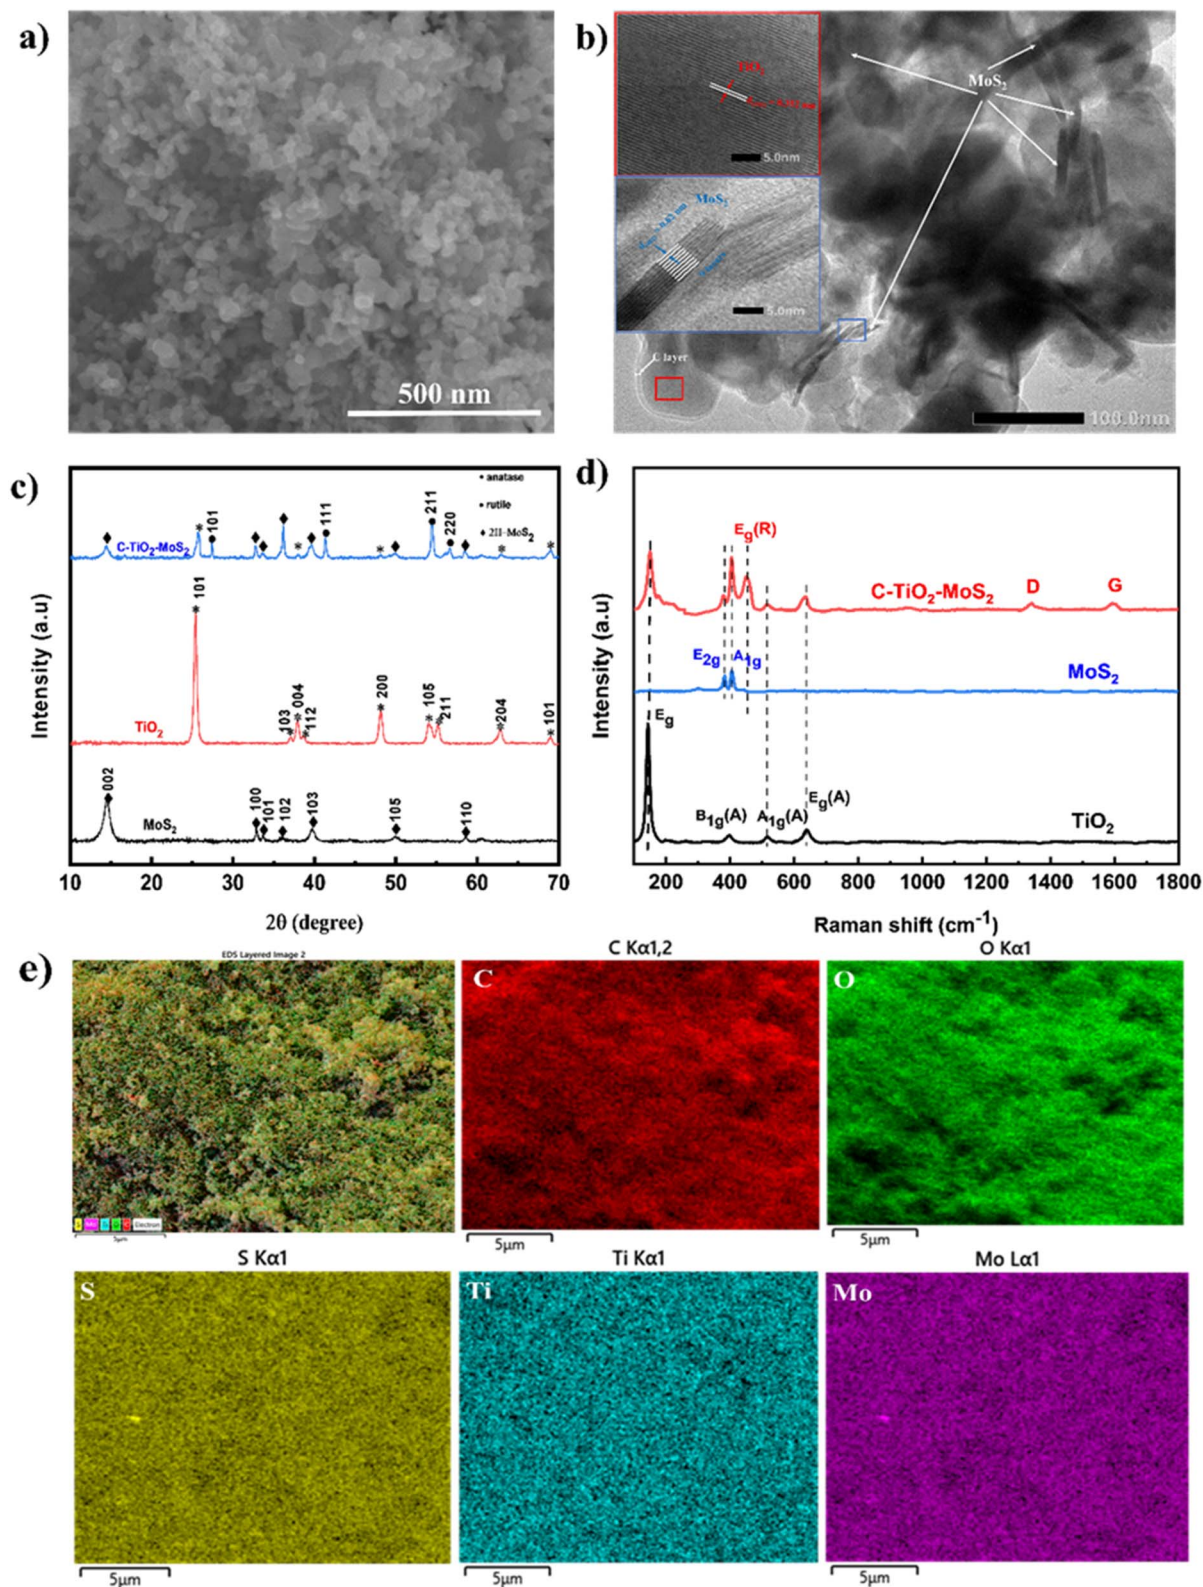 a)
500 nm
b)
TiO2
5.0nm
MoS2
5.0nm
MoS2
C layer
100.0nm
c)
Intensity (a.u)
anatase
rutile
2H-MoS2
C-TiO2-MoS2
101
111
211
220
TiO2
101
103
004
112
200
105
211
204
101
MoS2
002
100
101
102
103
105
110
10 20 30 40 50 60 70
2θ (degree)
d)
Intensity (a.u)
Eg(R)
C-TiO2-MoS2
D
G
E2g
A1g
MoS2
Eg
B1g(A)
A1g(A)
Eg(A)
TiO2
200 400 600 800 1000 1200 1400 1600 1800
Raman shift (cm-1)
e)
EDS Layered Image 2
Electron
5μm
C Kα1,2
C
5μm
O Kα1
O
5μm
S Kα1
S
5μm
Ti Kα1
Ti
5μm
Mo Lα1
Mo
5μm